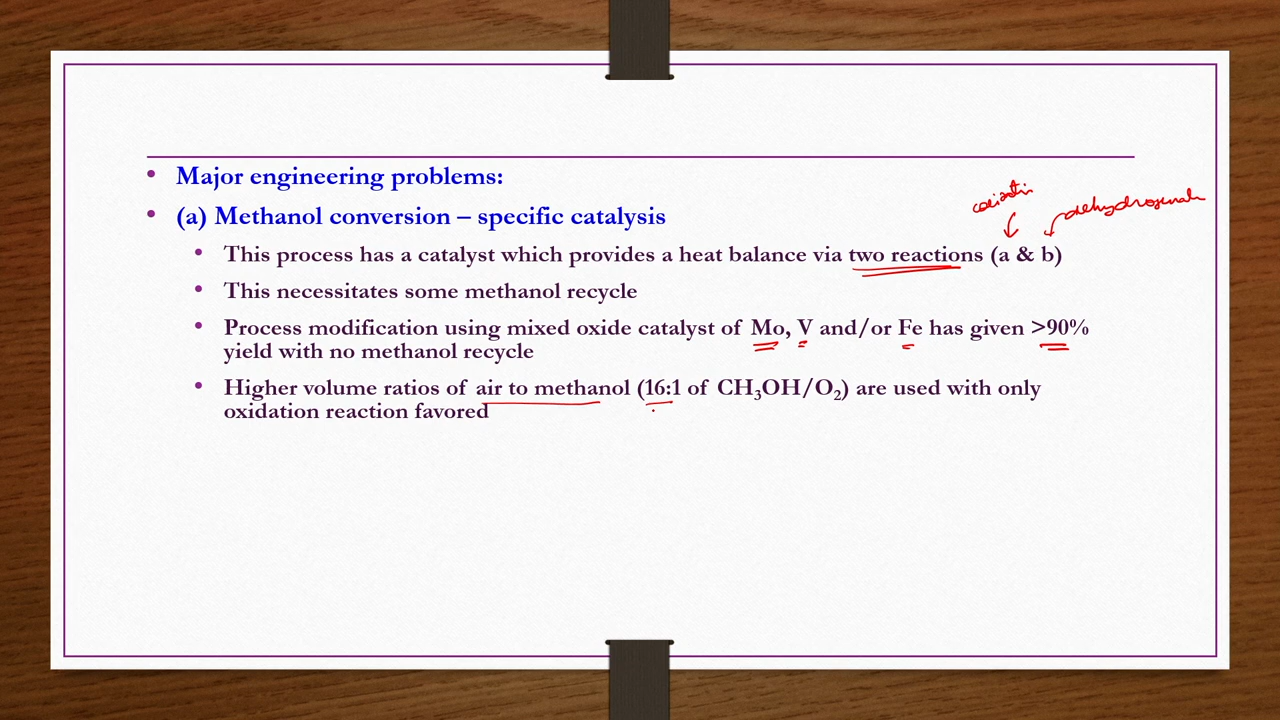 • Major engineering problems:
• (a) Methanol conversion – specific catalysis
oxidatin
dehydrogenatn
• This process has a catalyst which provides a heat balance via two reactions (a & b)
• This necessitates some methanol recycle
• Process modification using mixed oxide catalyst of Mo, V and/or Fe has given >90%
yield with no methanol recycle
• Higher volume ratios of air to methanol (16:1 of CH₃OH/O₂) are used with only
oxidation reaction favored